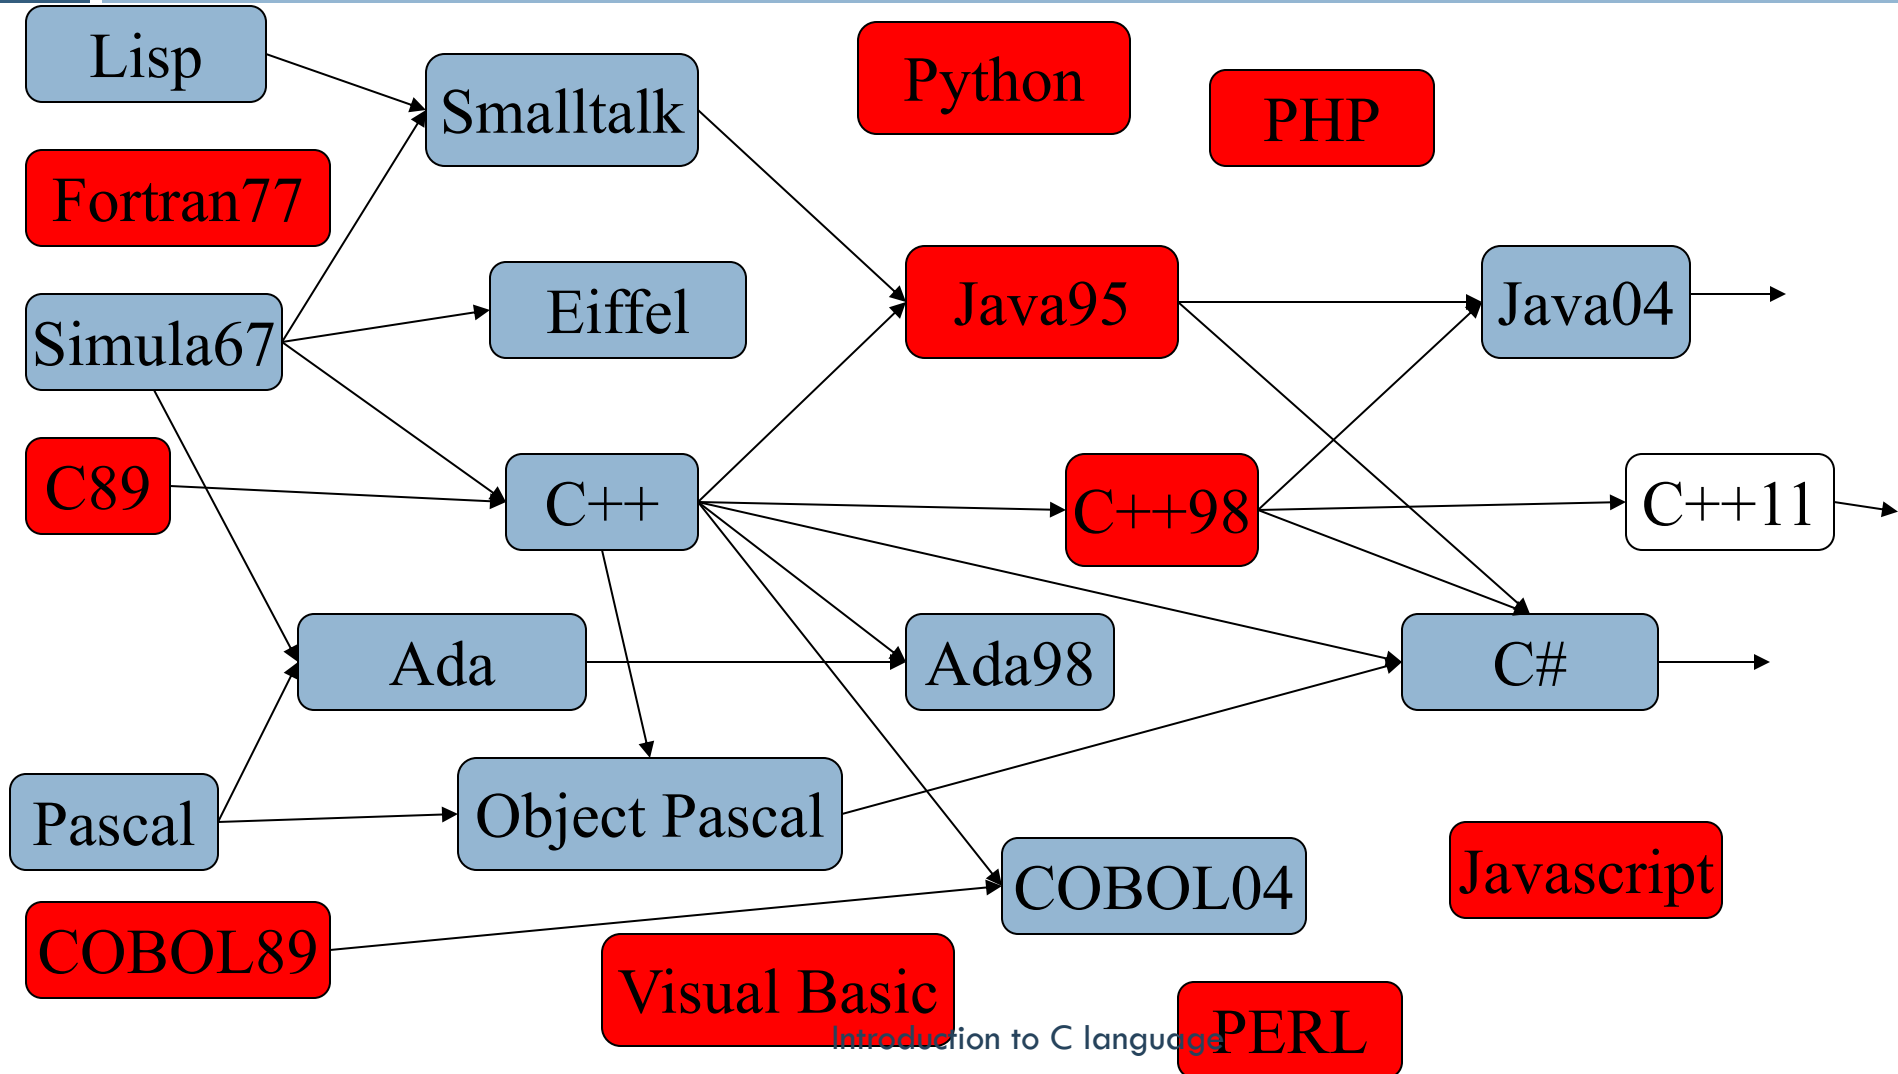 Lisp
Smalltalk
Python
PHP
Fortran77
Simula67
Eiffel
Java95
Java04
C89
C++
C++98
C++11
Ada
Ada98
C#
Pascal
Object Pascal
COBOL04
Javascript
COBOL89
Visual Basic
PERL
Introduction to C language